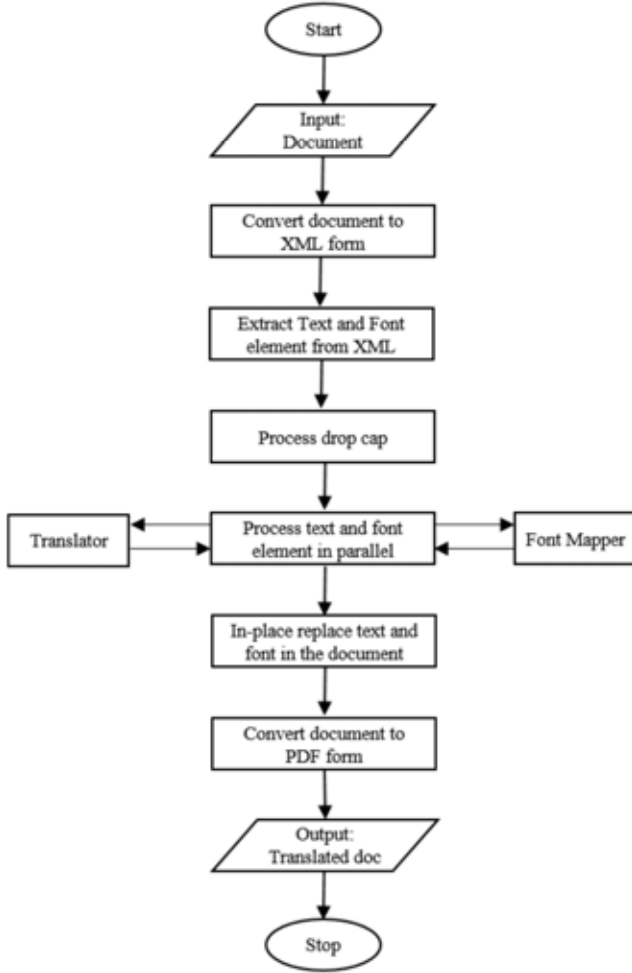 Start
Input:
Document
Convert document to
XML form
Extract Text and Font
element from XML
Process drop cap
Translator
Process text and font
element in parallel
Font Mapper
In-place replace text and
font in the document
Convert document to
PDF form
Output:
Translated doc
Stop